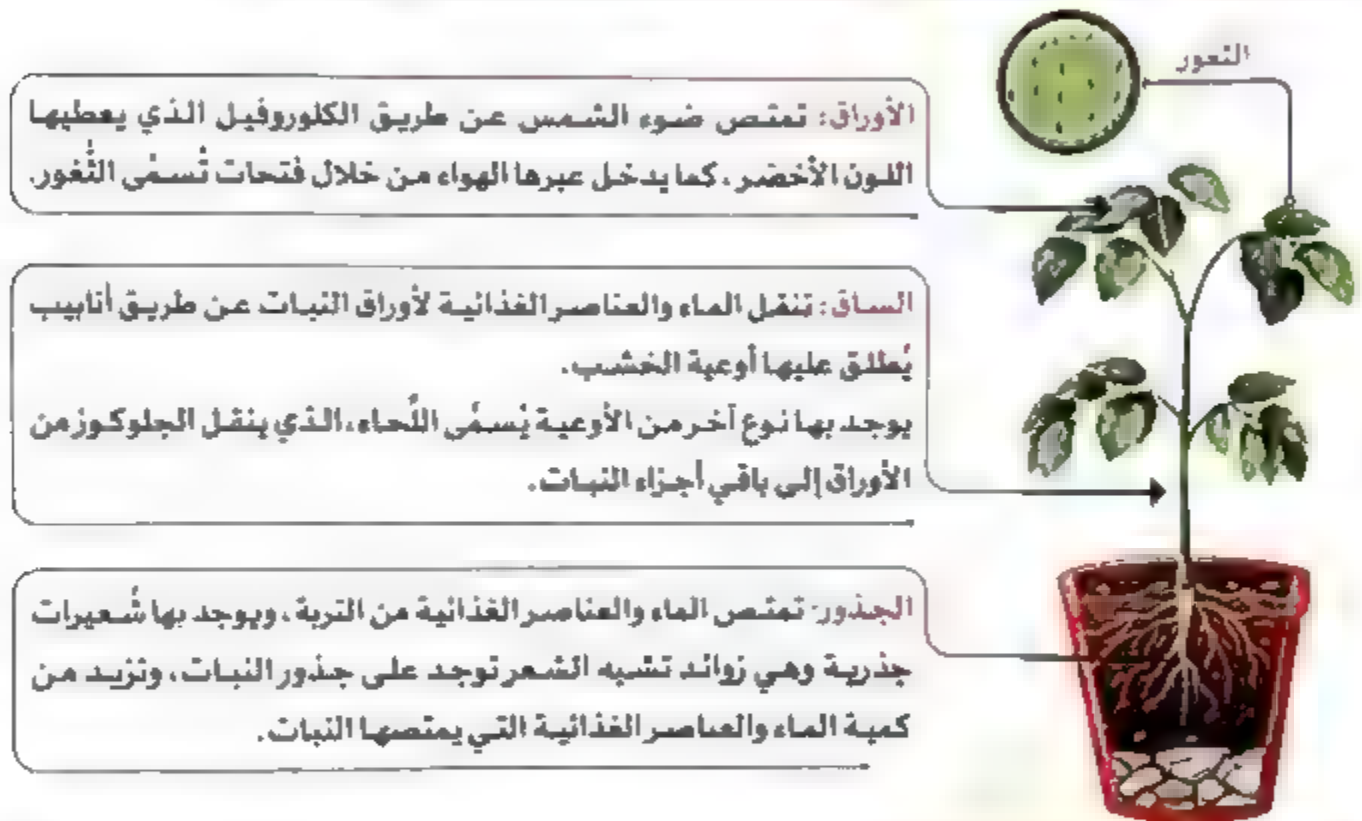 الثغور
الأوراق: تمتص ضوء الشمس عن طريق الكلوروفيل الذي يعطيها
اللون الأخضر، كما يدخل عبرها الهواء من خلال فتحات تُسمَّى الثُّغور.
الساق: تنقل الماء والعناصر الغذائية لأوراق النبات عن طريق أنابيب
يُطلق عليها أوعية الخشب.
يوجد بها نوع آخر من الأوعية يُسمَّى اللِّحاء، الذي ينقل الجلوكوز من
الأوراق إلى باقي أجزاء النبات.
الجذور: تمتص الماء والعناصر الغذائية من التربة، ويوجد بها شُعيرات
جذرية وهي زوائد تشبه الشعر توجد على جذور النبات، وتزيد من
كمية الماء والعناصر الغذائية التي يمتصها النبات.